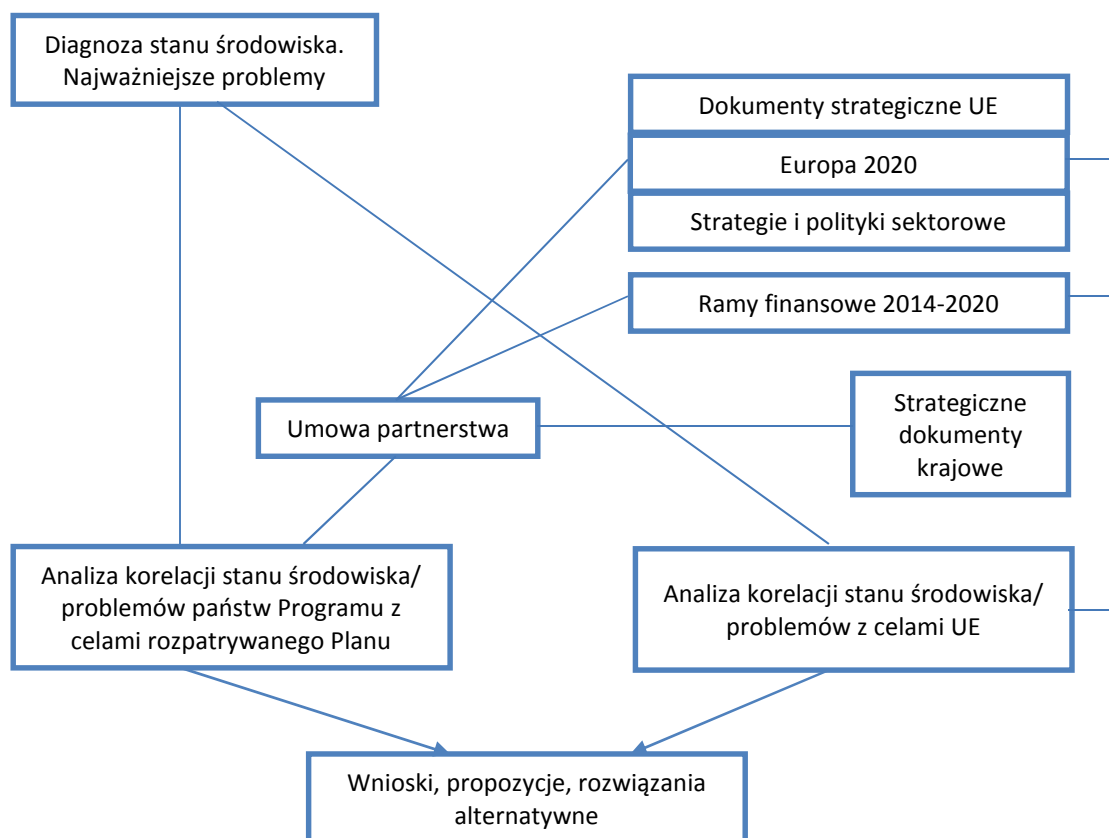 Diagnoza stanu środowiska.
Najważniejsze problemy
Dokumenty strategiczne UE
Europa 2020
Strategie i polityki sektorowe
Ramy finansowe 2014-2020
Umowa partnerstwa
Strategiczne
dokumenty
krajowe
Analiza korelacji stanu środowiska/
problemów państw Programu z
celami rozpatrywanego Planu
Analiza korelacji stanu środowiska/
problemów z celami UE
Wnioski, propozycje, rozwiązania
alternatywne